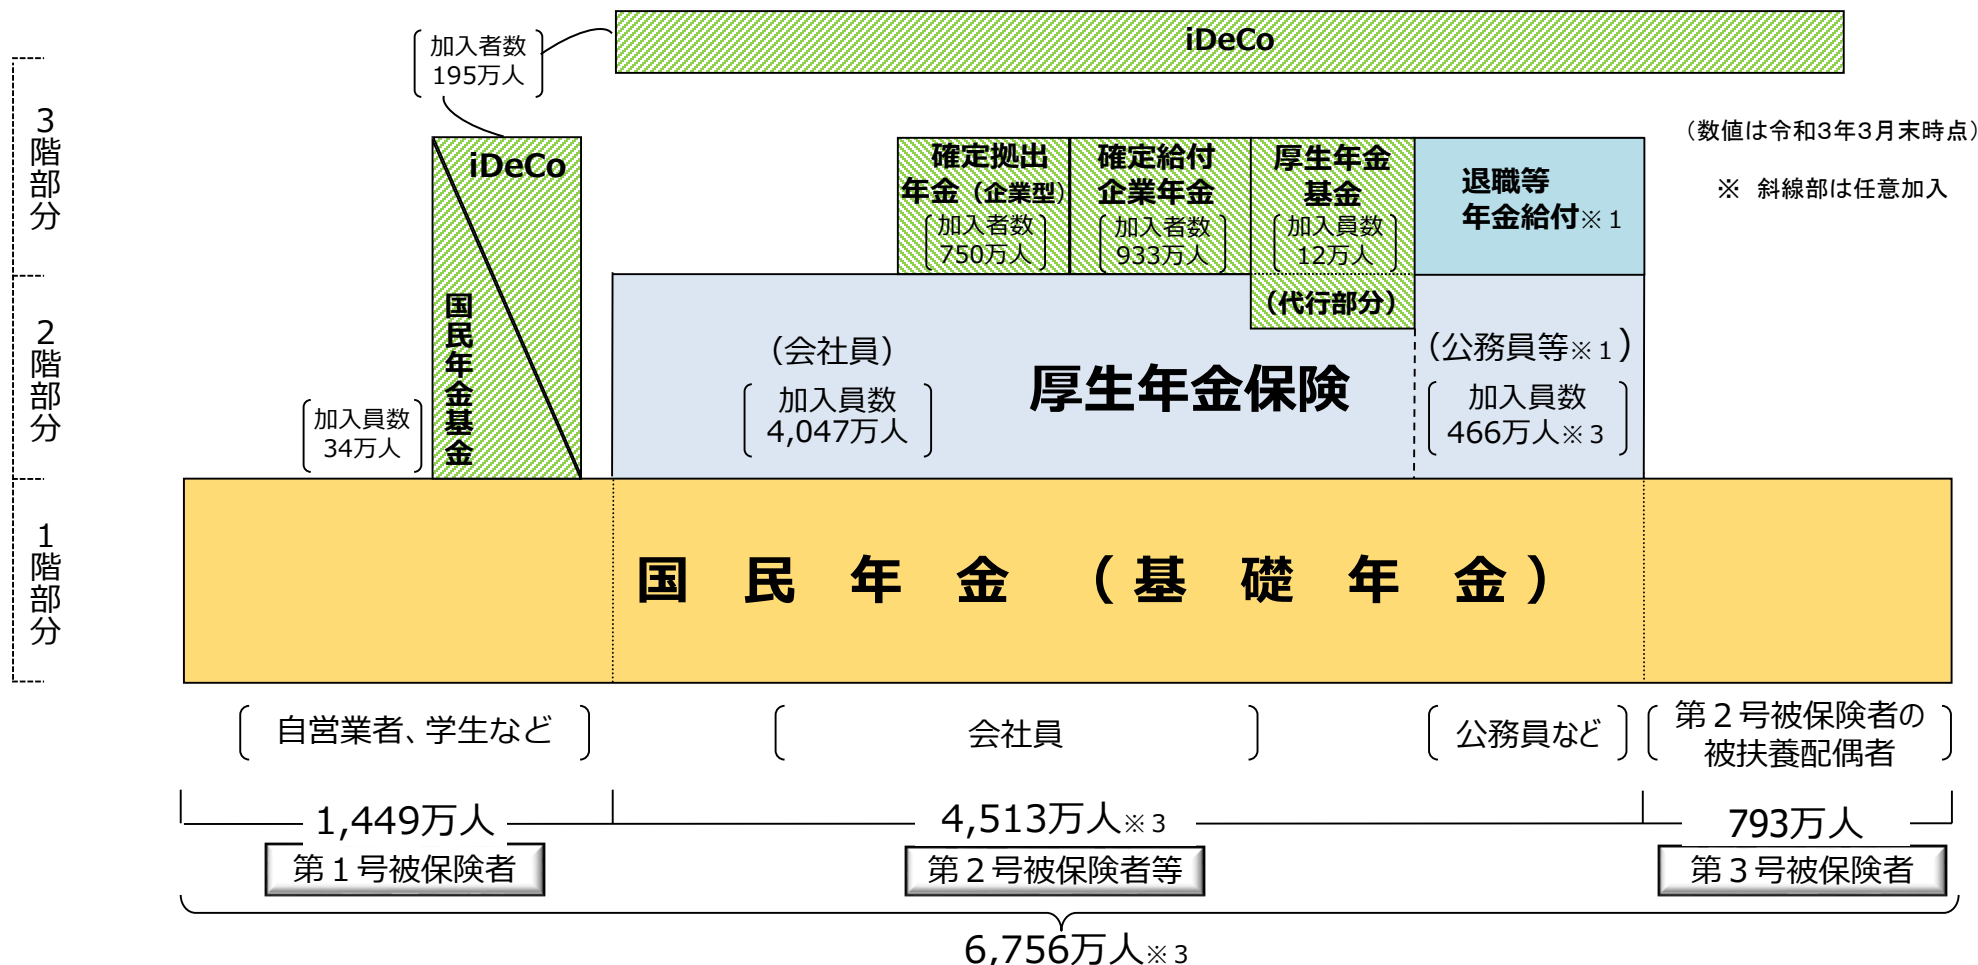 加入者数
195万人
iDeCo
（数値は令和3年3月末時点）
※ 斜線部は任意加入
3階部分
2階部分
1階部分
iDeCo
国民年金基金
加入員数
34万人
確定拠出
年金（企業型）
加入者数
750万人
確定給付
企業年金
加入者数
933万人
厚生年金
基金
加入員数
12万人
（代行部分）
退職等
年金給付※１
（会社員）
加入員数
4,047万人
厚生年金保険
（公務員等※１）
加入員数
466万人※３
国民年金（基礎年金）
自営業者、学生など
会社員
公務員など
第２号被保険者の
被扶養配偶者
1,449万人
第１号被保険者
4,513万人※３
第２号被保険者等
793万人
第３号被保険者
6,756万人※３